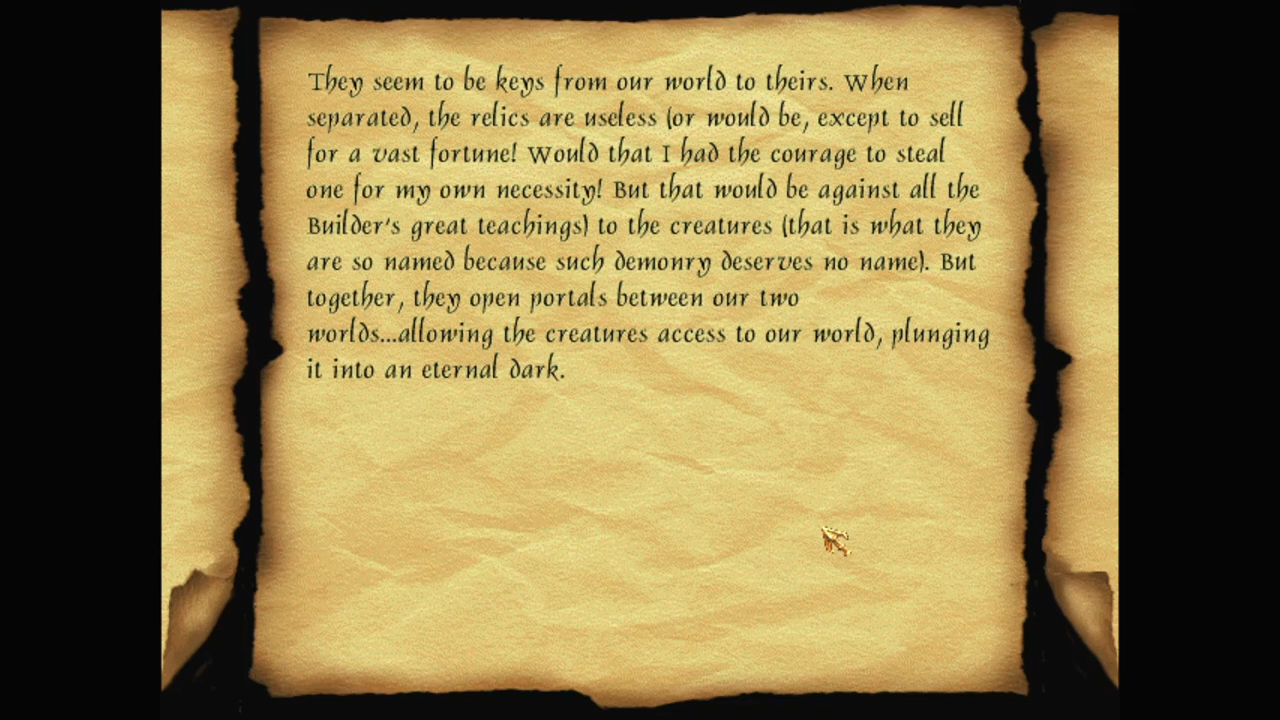 They seem to be keys from our world to theirs. When
separated, the relics are useless (or would be, except to sell
for a vast fortune! Would that I had the courage to steal
one for my own necessity! But that would be against all the
Builder's great teachings) to the creatures (that is what they
are so named because such demonry deserves no name). But
together, they open portals between our two
worlds...allowing the creatures access to our world, plunging
it into an eternal dark.